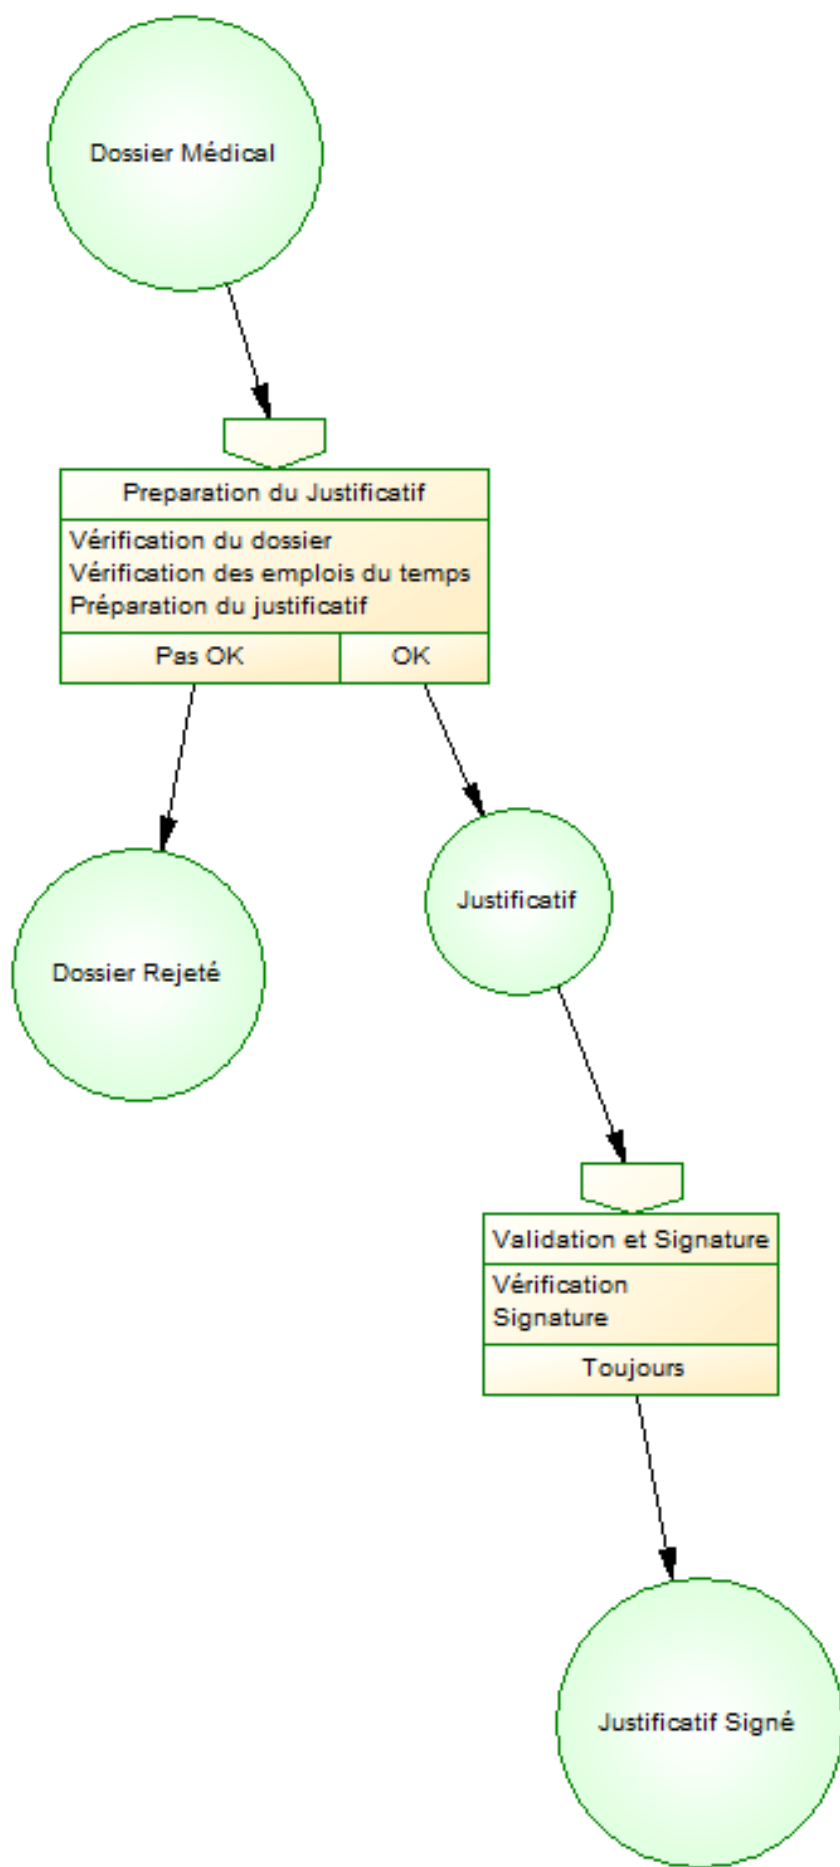 Dossier Médical
Preparation du Justificatif
Vérification du dossier
Vérification des emplois du temps
Préparation du justificatif
Pas OK
OK
Justificatif
Dossier Rejeté
Validation et Signature
Vérification
Signature
Toujours
Justificatif Signé